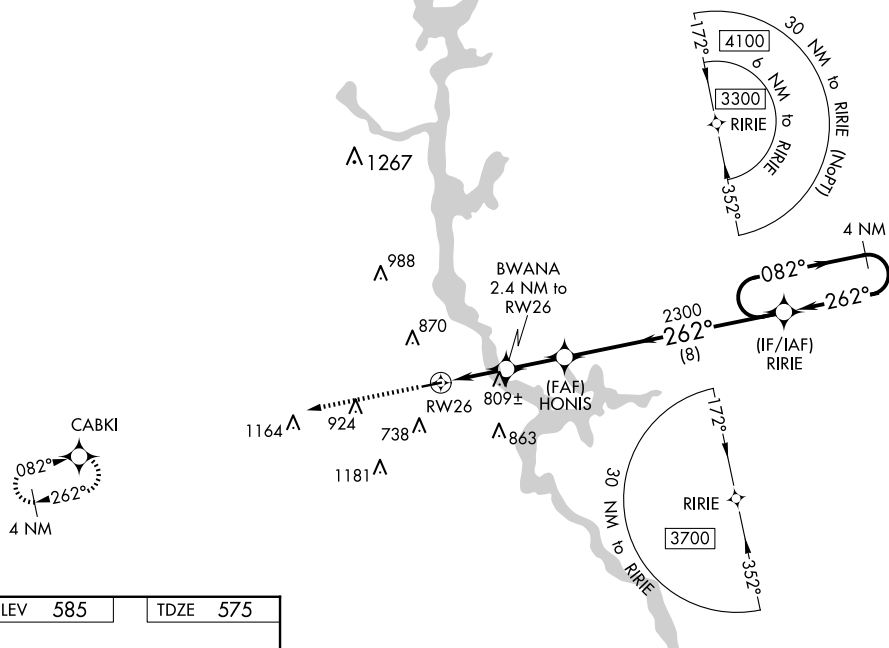 172°
4100
30 NM to RIRIE (NoPT)
6 NM to RIRIE
3300
RIRIE
352°
1267
4 NM
082°
262°
988
BWANA
2.4 NM to
RW26
2300
262°
(8)
(IF/IAF)
RIRIE
870
(FAF)
HONIS
RW26
809±
924
1164
738
863
1181
CABKI
082°
262°
4 NM
172°
RIRIE
3700
30 NM to RIRIE
352°
LEV 585
TDZE 575